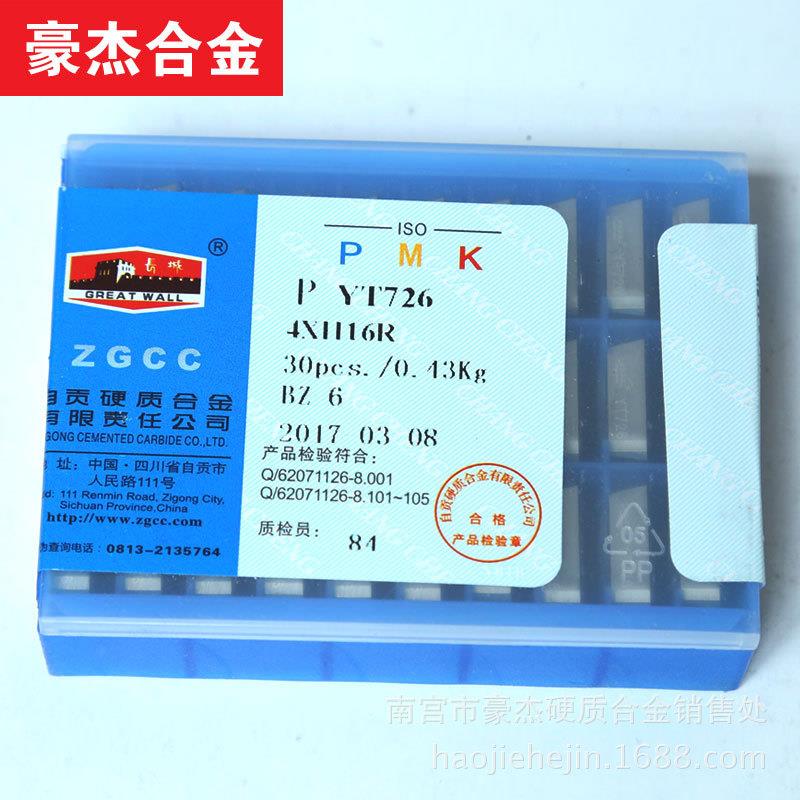 豪杰合金
ISO
P M K
長城
®
GREAT WALL
ZGCC
自贡硬质合金
有限责任公司
GONG CEMENTED CARBIDE CO.,LTD.
地址：中国·四川省自贡市
人民路111号
d: 111 Renmin Road, Zigong City,
Sichuan Province,China
http://www.zgcc.com
伪查询电话：0813-2135764
P YT726
4XH16R
30pcs./0.43Kg
BZ 6
2017 03 08
产品检验符合：
Q/62071126-8.001
Q/62071126-8.101~105
质检员： 84
自贡硬质合金有限责任公司
合格
产品检验章
YT726
05
PP
南宫市豪杰硬质合金销售处
haojiehejin.1688.com